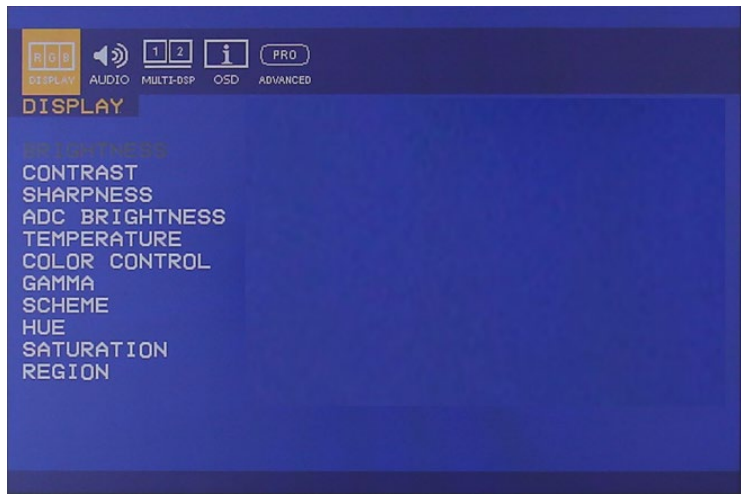 RGB 1 2 i PRO
DISPLAY AUDIO MULTI-DSP OSD ADVANCED
DISPLAY
BRIGHTNESS
CONTRAST
SHARPNESS
ADC BRIGHTNESS
TEMPERATURE
COLOR CONTROL
GAMMA
SCHEME
HUE
SATURATION
REGION